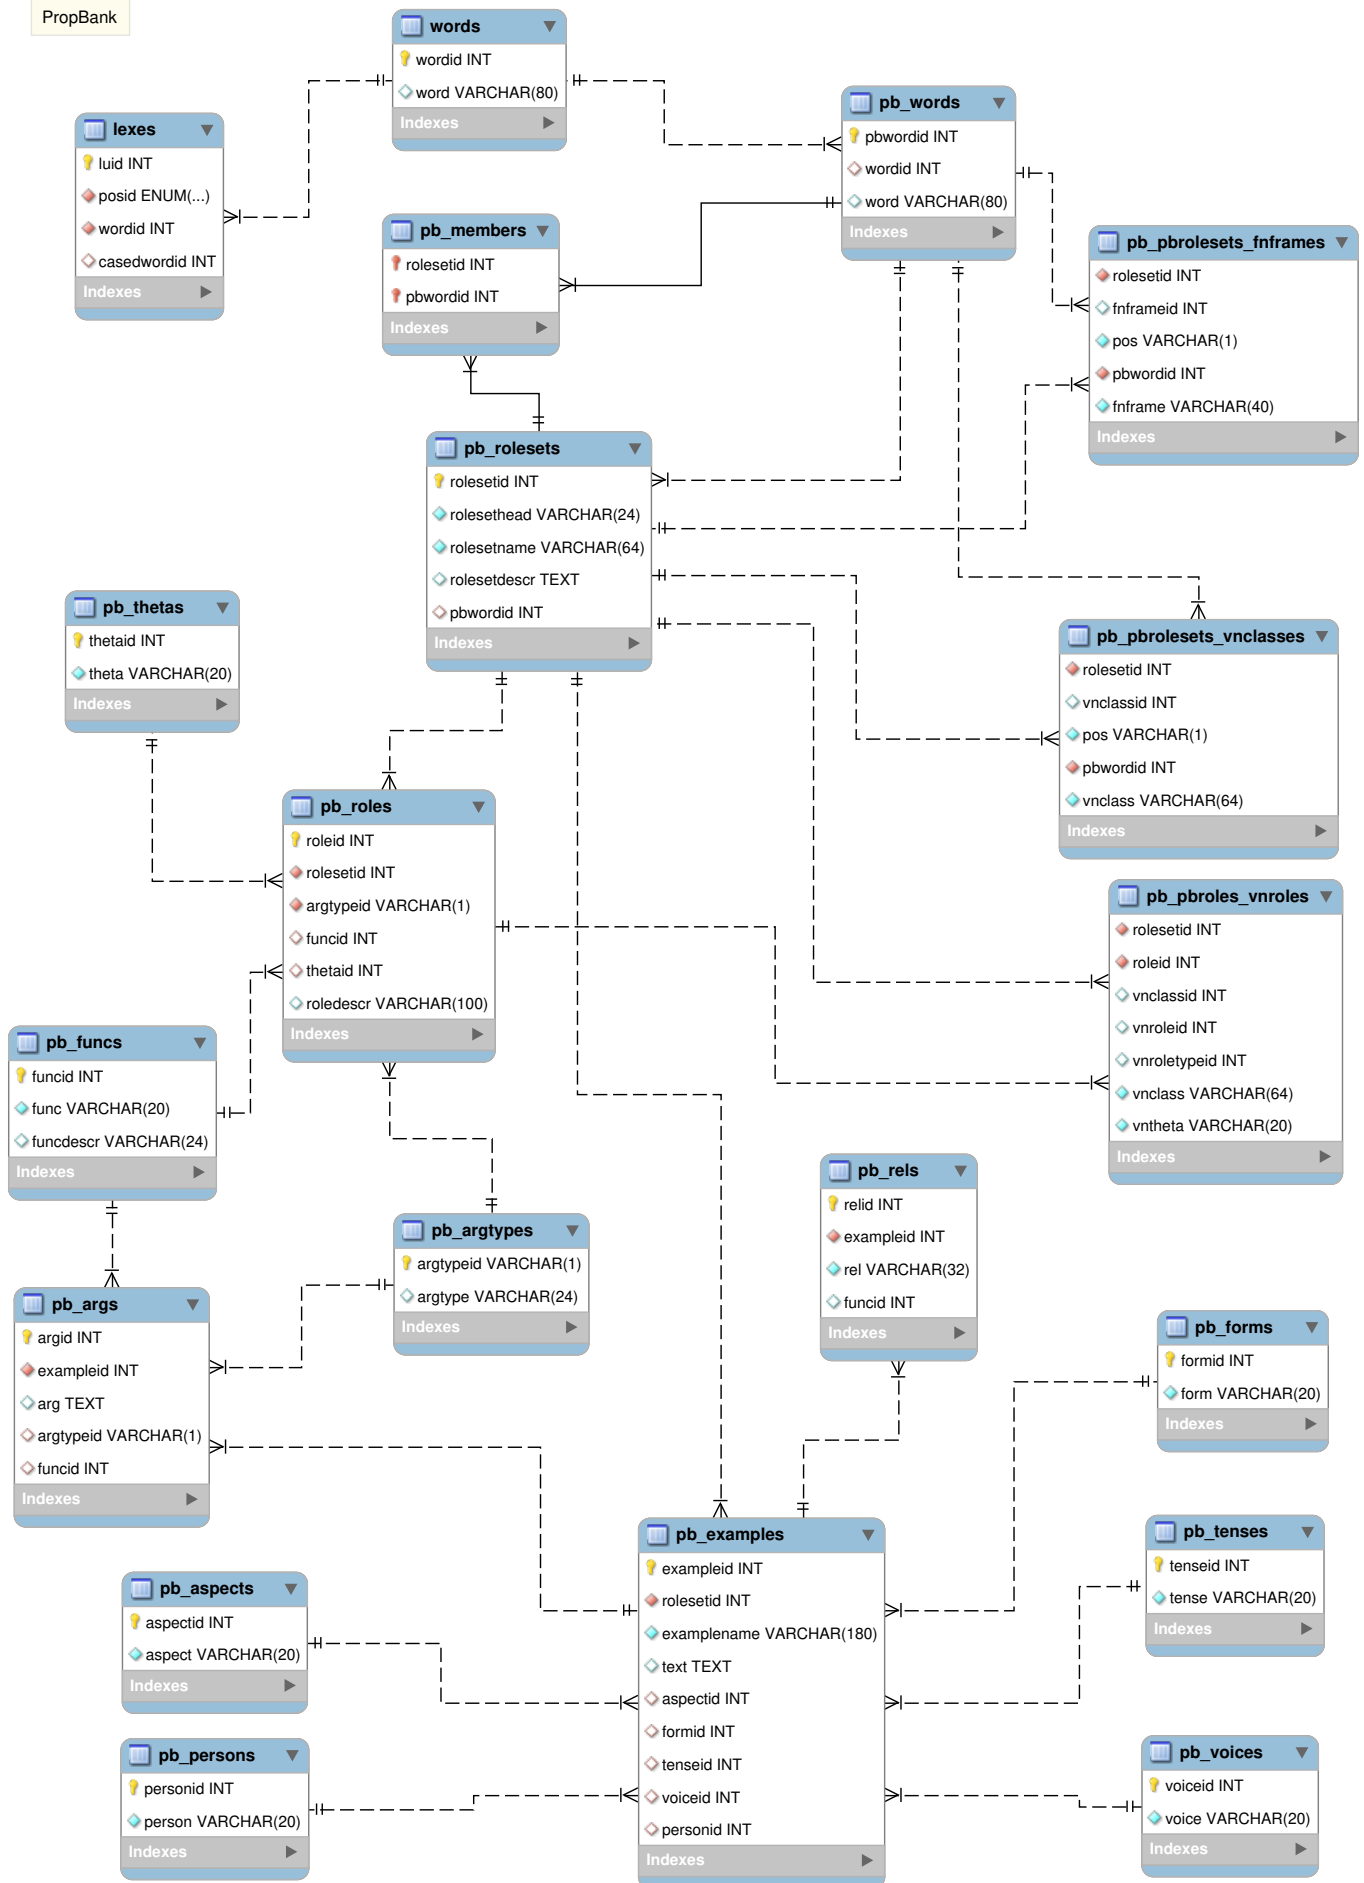 PropBank
words
wordid INT
word VARCHAR(80)
Indexes
lexes
luid INT
posid ENUM(...)
wordid INT
casedwordid INT
Indexes
pb_words
pbwordid INT
wordid INT
word VARCHAR(80)
Indexes
pb_members
rolesetid INT
pbwordid INT
Indexes
pb_pbrolesets_fnframes
rolesetid INT
fnframeid INT
pos VARCHAR(1)
pbwordid INT
fnframe VARCHAR(40)
Indexes
pb_rolesets
rolesetid INT
rolesethead VARCHAR(24)
rolesetname VARCHAR(64)
rolesetdescr TEXT
pbwordid INT
Indexes
pb_thetas
thetaid INT
theta VARCHAR(20)
Indexes
pb_pbrolesets_vnclasses
rolesetid INT
vnclassid INT
pos VARCHAR(1)
pbwordid INT
vnclass VARCHAR(64)
Indexes
pb_roles
roleid INT
rolesetid INT
argtypeid VARCHAR(1)
funcid INT
thetaid INT
roledescr VARCHAR(100)
Indexes
pb_pbroles_vnroles
rolesetid INT
roleid INT
vnclassid INT
vnroleid INT
vnroletypeid INT
vnclass VARCHAR(64)
vntheta VARCHAR(20)
Indexes
pb_funcs
funcid INT
func VARCHAR(20)
funcdescr VARCHAR(24)
Indexes
pb_rels
relid INT
exampleid INT
rel VARCHAR(32)
funcid INT
Indexes
pb_argtypes
argtypeid VARCHAR(1)
argtype VARCHAR(24)
Indexes
pb_args
argid INT
exampleid INT
arg TEXT
argtypeid VARCHAR(1)
funcid INT
Indexes
pb_forms
formid INT
form VARCHAR(20)
Indexes
pb_examples
exampleid INT
rolesetid INT
examplename VARCHAR(180)
text TEXT
aspectid INT
formid INT
tenseid INT
voiceid INT
personid INT
Indexes
pb_tenses
tenseid INT
tense VARCHAR(20)
Indexes
pb_aspects
aspectid INT
aspect VARCHAR(20)
Indexes
pb_persons
personid INT
person VARCHAR(20)
Indexes
pb_voices
voiceid INT
voice VARCHAR(20)
Indexes